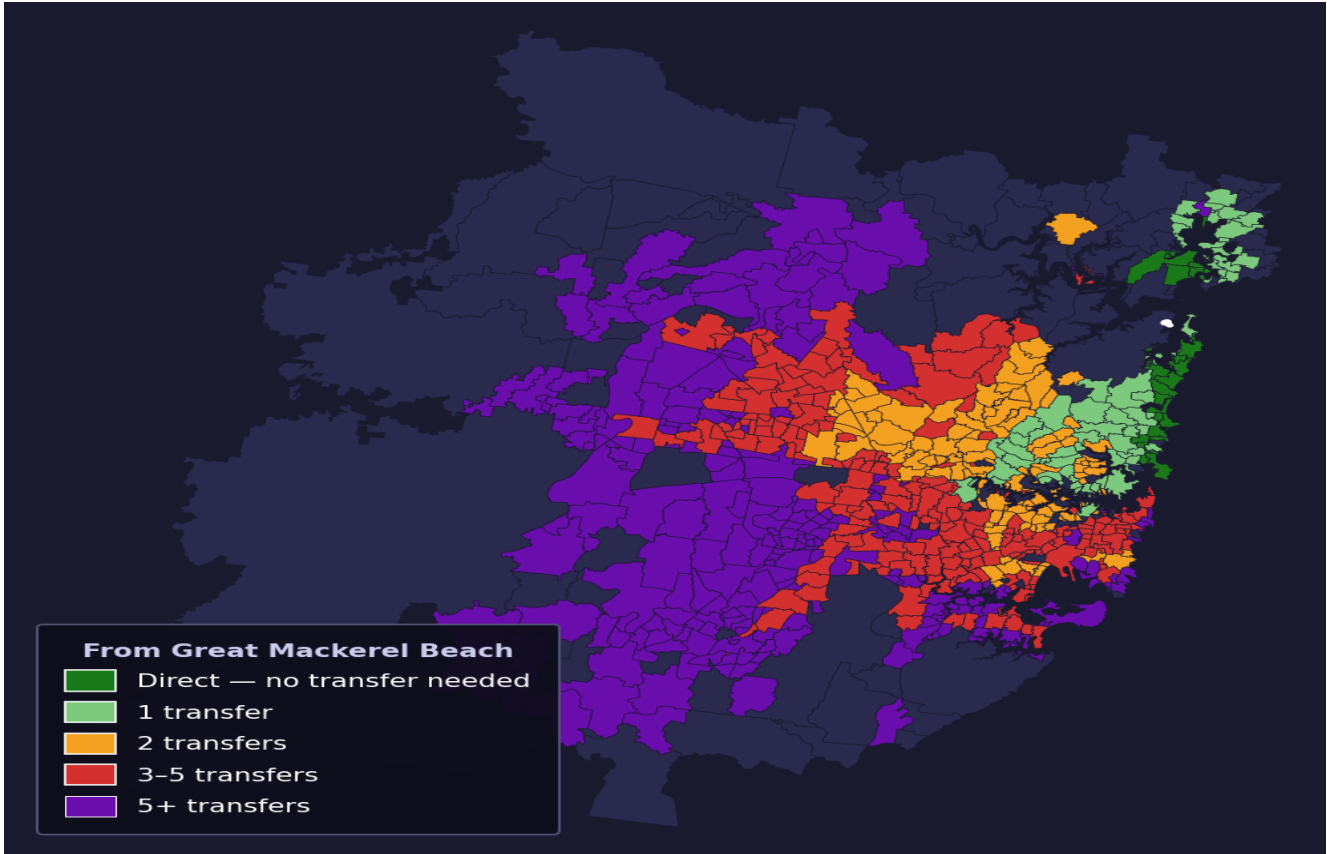 From Great Mackerel Beach
Direct — no transfer needed
1 transfer
2 transfers
3–5 transfers
5+ transfers